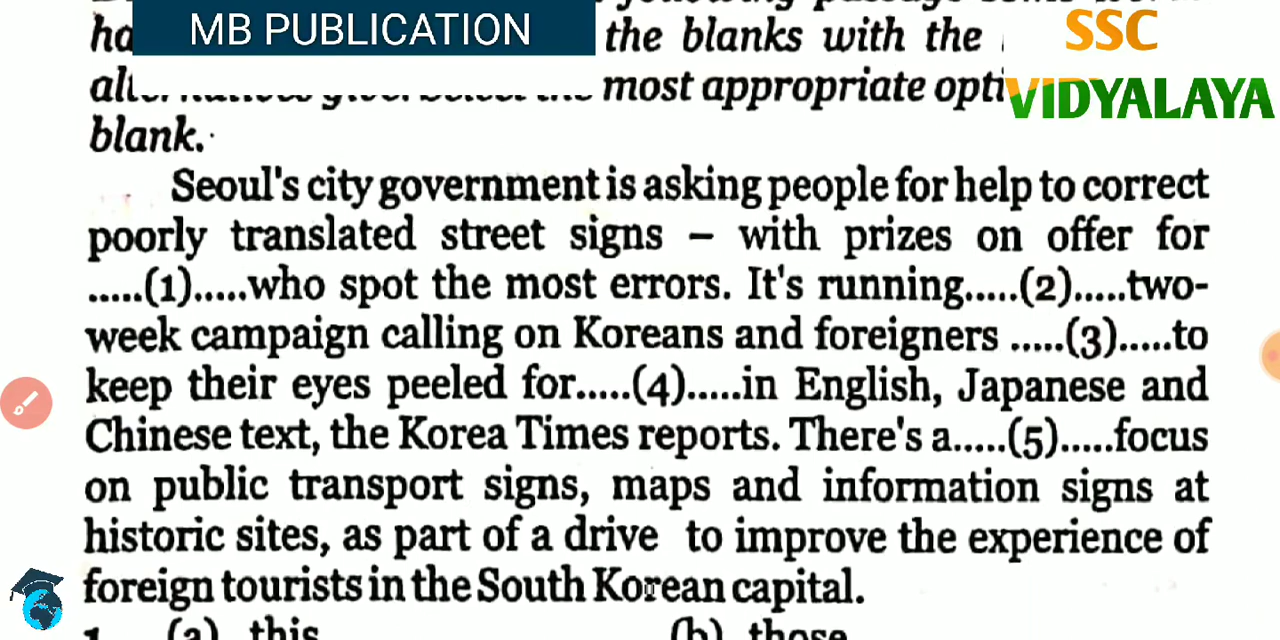 MB PUBLICATION
the blanks with the
SSC
VIDYALAYA
most appropriate opti
blank.
Seoul's city government is asking people for help to correct
poorly translated street signs – with prizes on offer for
.....(1).....who spot the most errors. It's running.....(2).....two-
week campaign calling on Koreans and foreigners .....(3).....to
keep their eyes peeled for.....(4).....in English, Japanese and
Chinese text, the Korea Times reports. There's a.....(5).....focus
on public transport signs, maps and information signs at
historic sites, as part of a drive to improve the experience of
foreign tourists in the South Korean capital.
1. (a) this (b) those